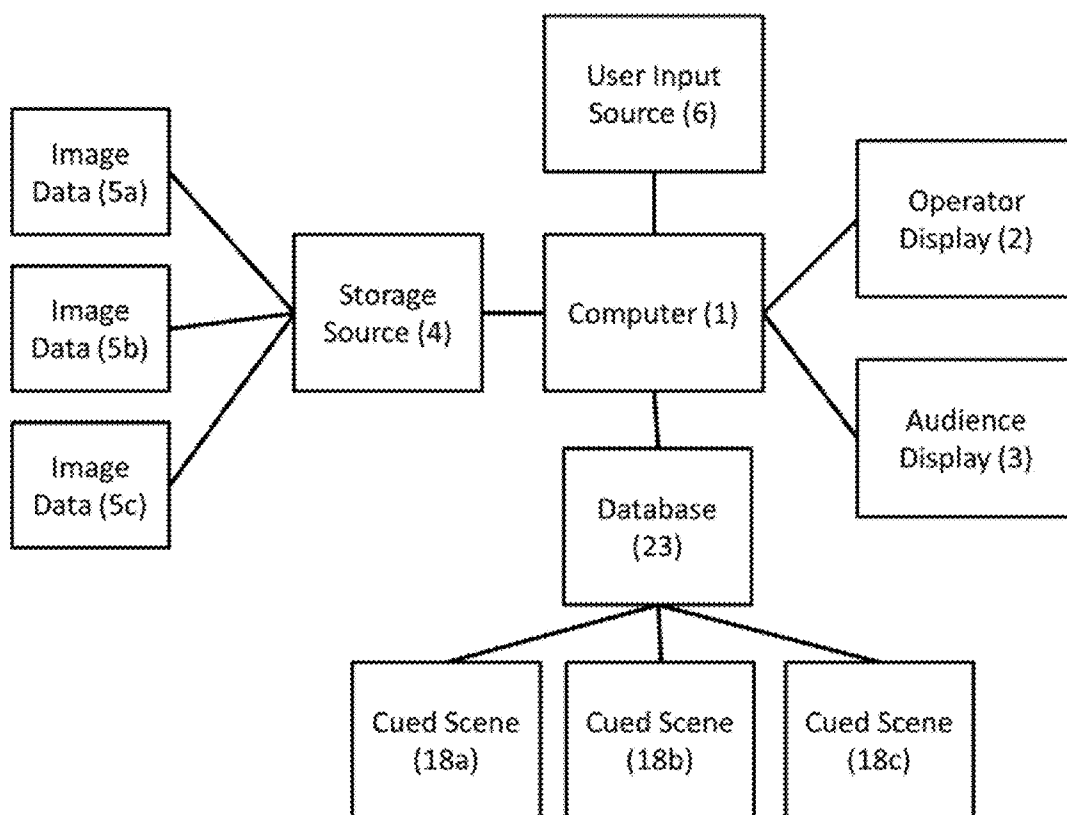 User Input
Source (6)
Image
Data (5a)
Operator
Display (2)
Storage
Source (4)
Computer (1)
Image
Data (5b)
Audience
Display (3)
Image
Data (5c)
Database
(23)
Cued Scene
(18a)
Cued Scene
(18b)
Cued Scene
(18c)